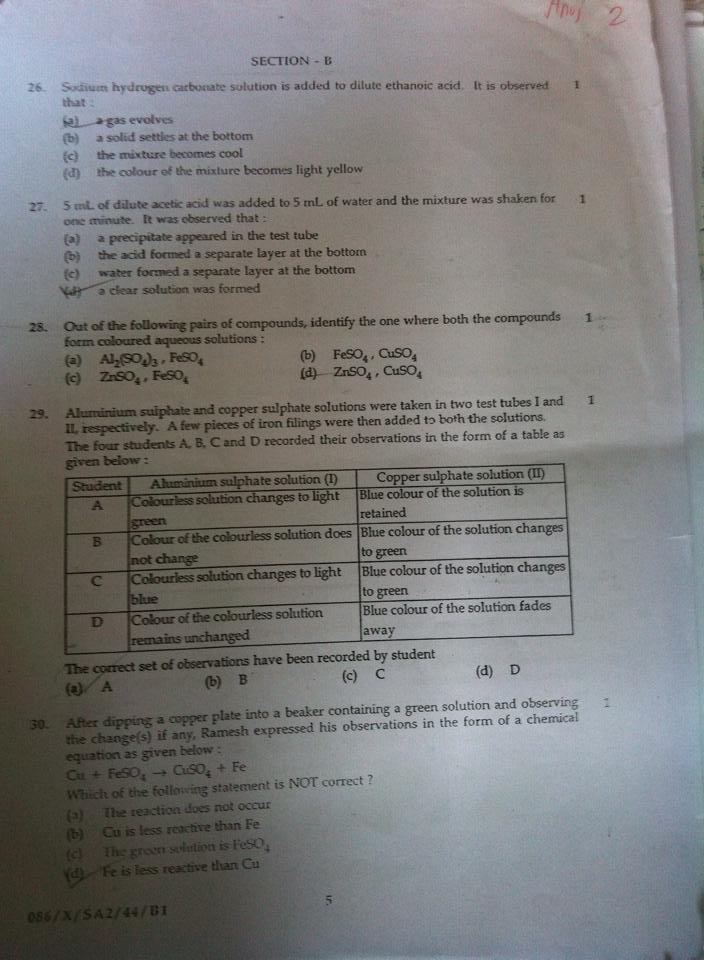 Anuj 2
SECTION - B
26. Sodium hydrogen carbonate solution is added to dilute ethanoic acid. It is observed 1
that :
(a) a gas evolves
(b) a solid settles at the bottom
(c) the mixture becomes cool
(d) the colour of the mixture becomes light yellow
27. 5 mL of dilute acetic acid was added to 5 mL of water and the mixture was shaken for 1
one minute. It was observed that :
(a) a precipitate appeared in the test tube
(b) the acid formed a separate layer at the bottom
(c) water formed a separate layer at the bottom
(d) a clear solution was formed
28. Out of the following pairs of compounds, identify the one where both the compounds 1
form coloured aqueous solutions :
(a) Al₂(SO₄)₃ , FeSO₄ (b) FeSO₄ , CuSO₄
(c) ZnSO₄ , FeSO₄ (d) ZnSO₄ , CuSO₄
29. Aluminium sulphate and copper sulphate solutions were taken in two test tubes I and 1
II, respectively. A few pieces of iron filings were then added to both the solutions.
The four students A, B, C and D recorded their observations in the form of a table as
given below :
Student Aluminium sulphate solution (I) Copper sulphate solution (II)
A Colourless solution changes to light Blue colour of the solution is
green retained
B Colour of the colourless solution does Blue colour of the solution changes
not change to green
C Colourless solution changes to light Blue colour of the solution changes
blue to green
D Colour of the colourless solution Blue colour of the solution fades
remains unchanged away
The correct set of observations have been recorded by student
(a) A (b) B (c) C (d) D
30. After dipping a copper plate into a beaker containing a green solution and observing 1
the change(s) if any, Ramesh expressed his observations in the form of a chemical
equation as given below :
Cu + FeSO₄ → CuSO₄ + Fe
Which of the following statement is NOT correct ?
(a) The reaction does not occur
(b) Cu is less reactive than Fe
(c) The green solution is FeSO₄
(d) Fe is less reactive than Cu
5
086/X/SA2/44/B1